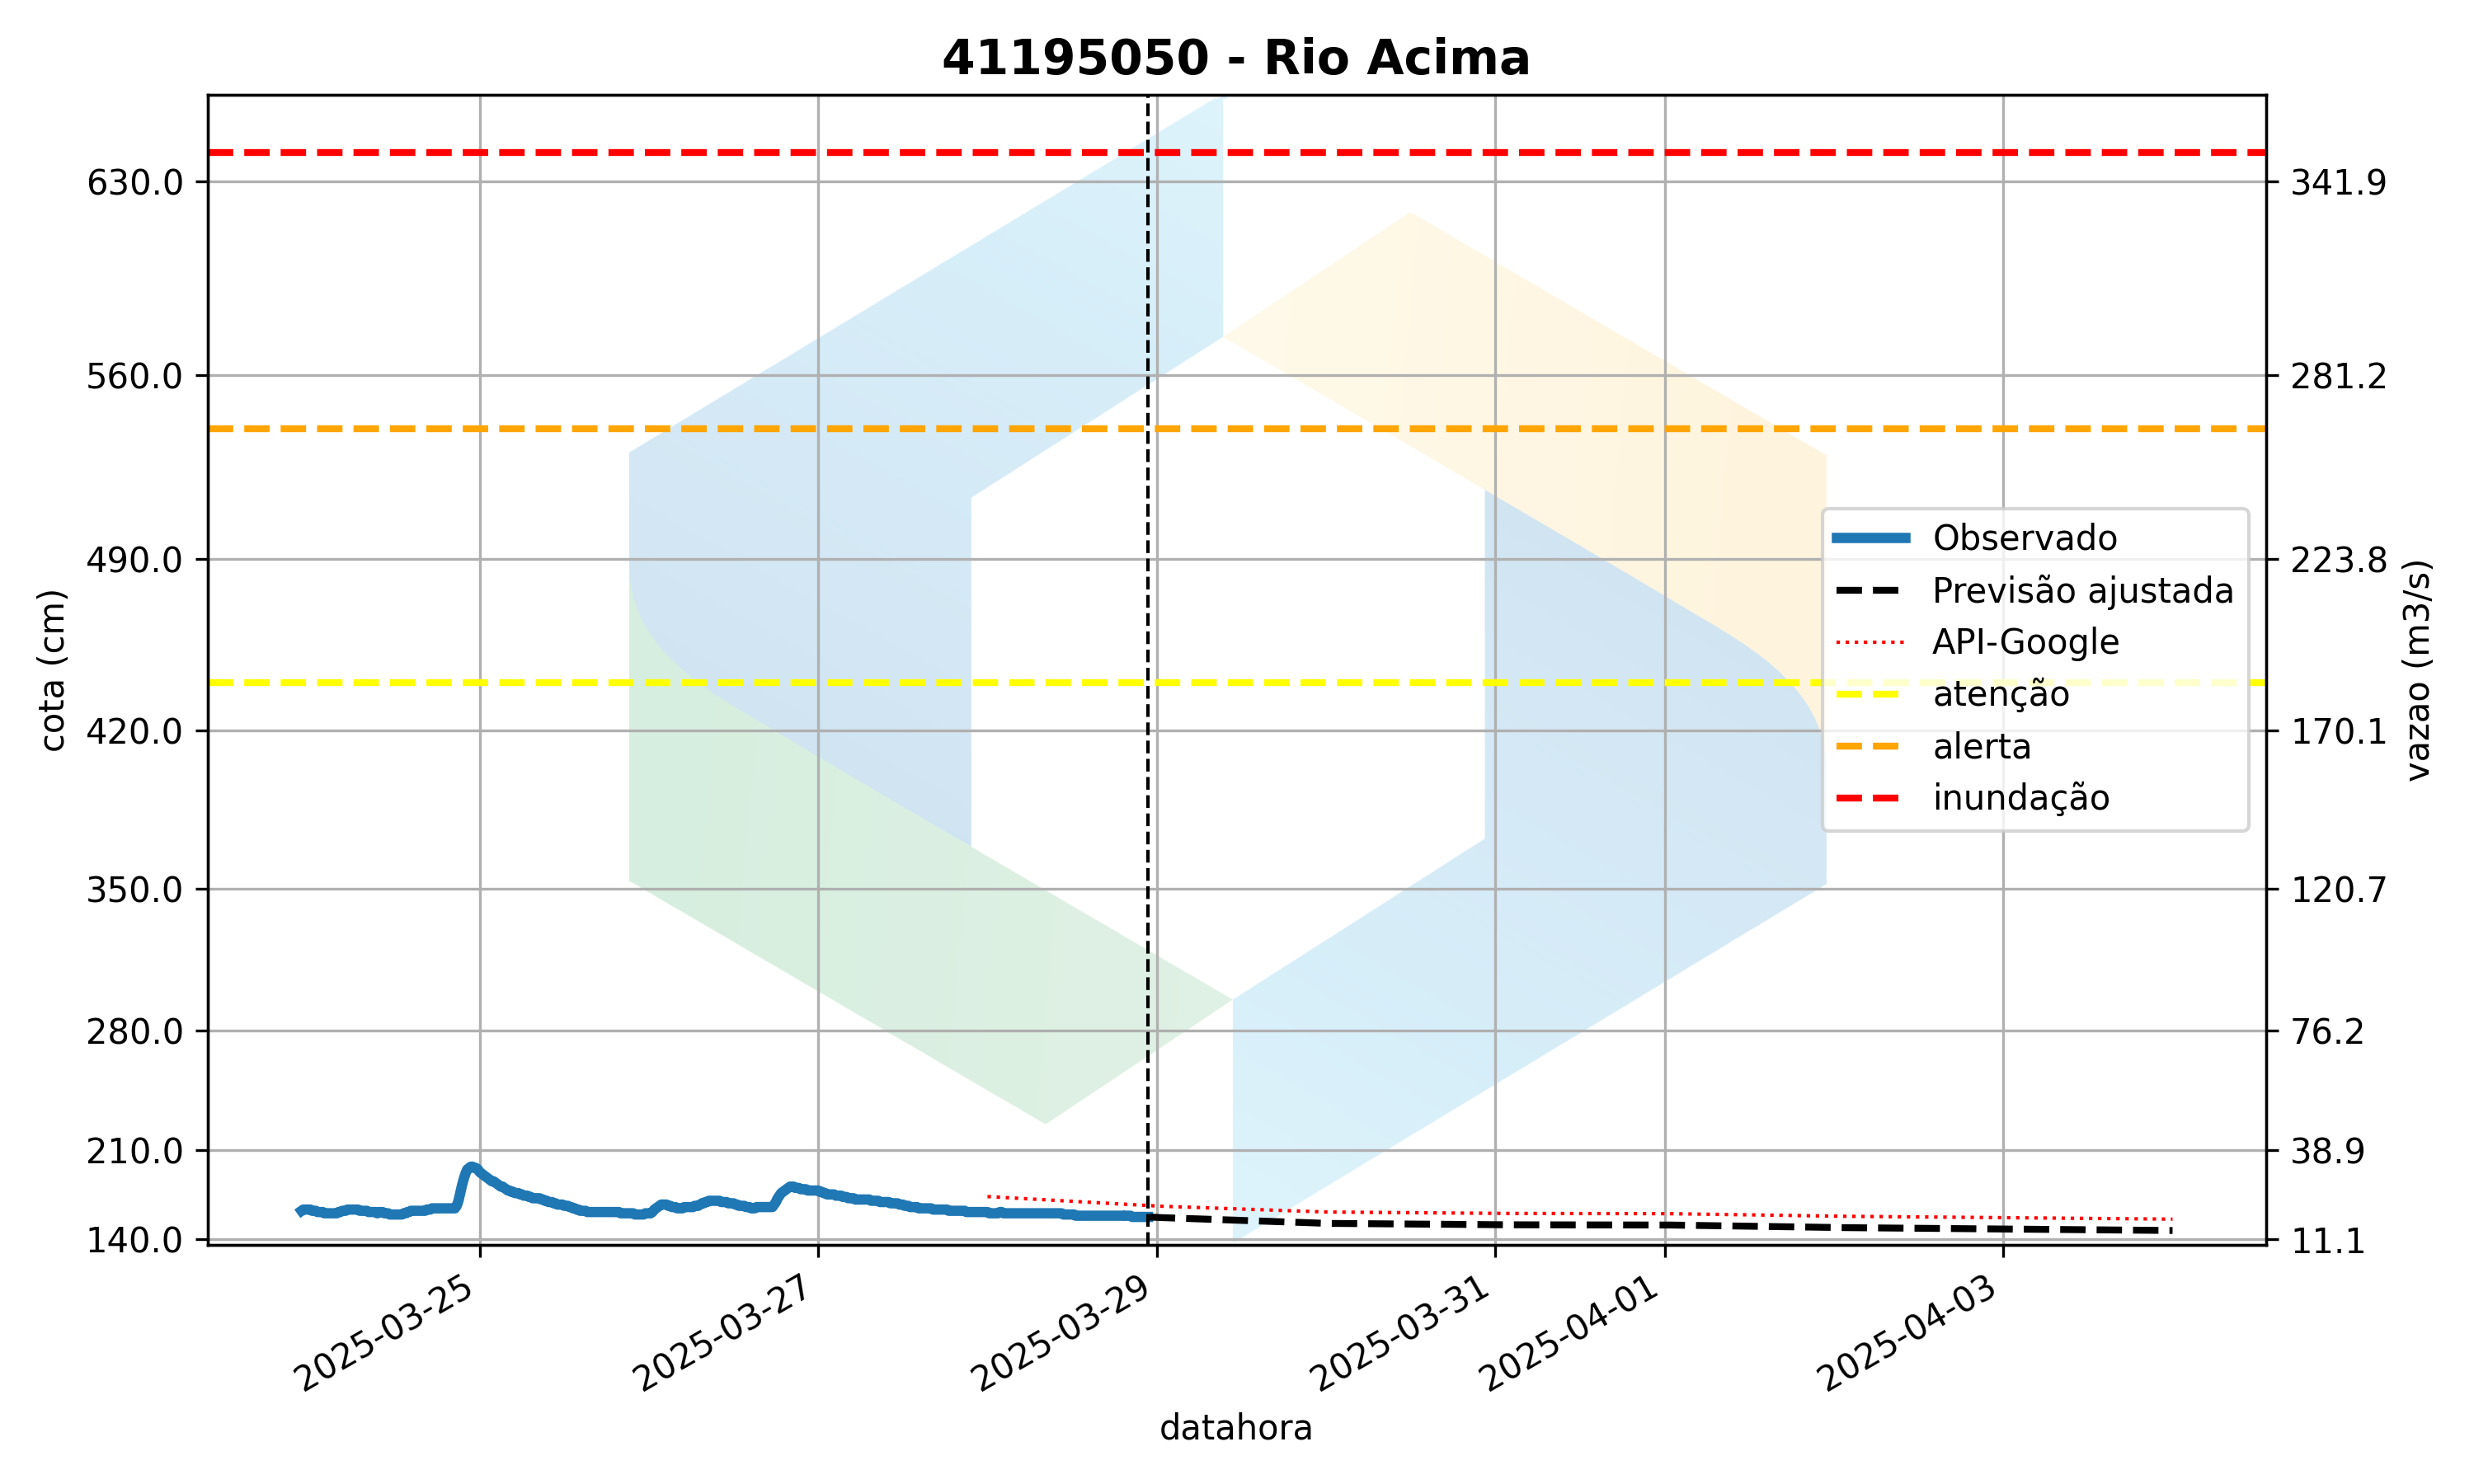 41195050 - Rio Acima
630.0
560.0
490.0
420.0
350.0
280.0
210.0
140.0
cota (cm)
341.9
281.2
223.8
170.1
120.7
76.2
38.9
11.1
vazao (m3/s)
Observado
Previsão ajustada
API-Google
atenção
alerta
inundação
2025-03-25
2025-03-27
2025-03-29
2025-03-31
2025-04-01
2025-04-03
datahora